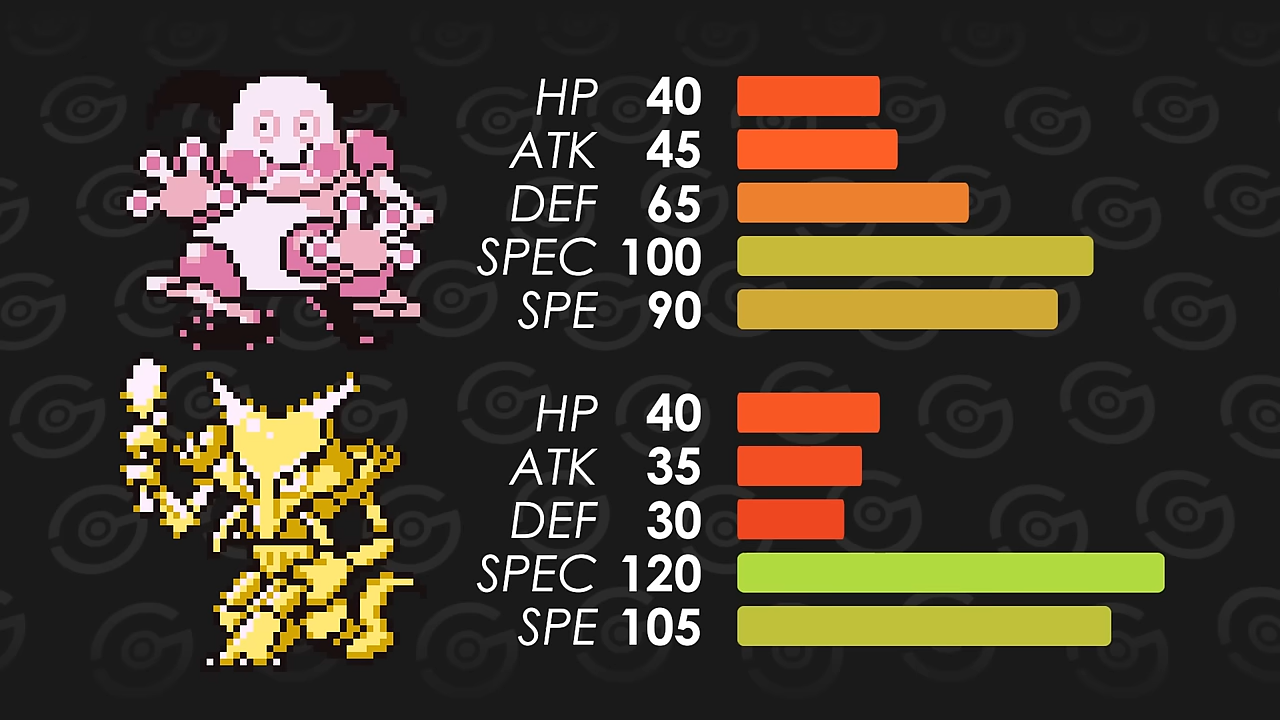 HP 40
ATK 45
DEF 65
SPEC 100
SPE 90
HP 40
ATK 35
DEF 30
SPEC 120
SPE 105